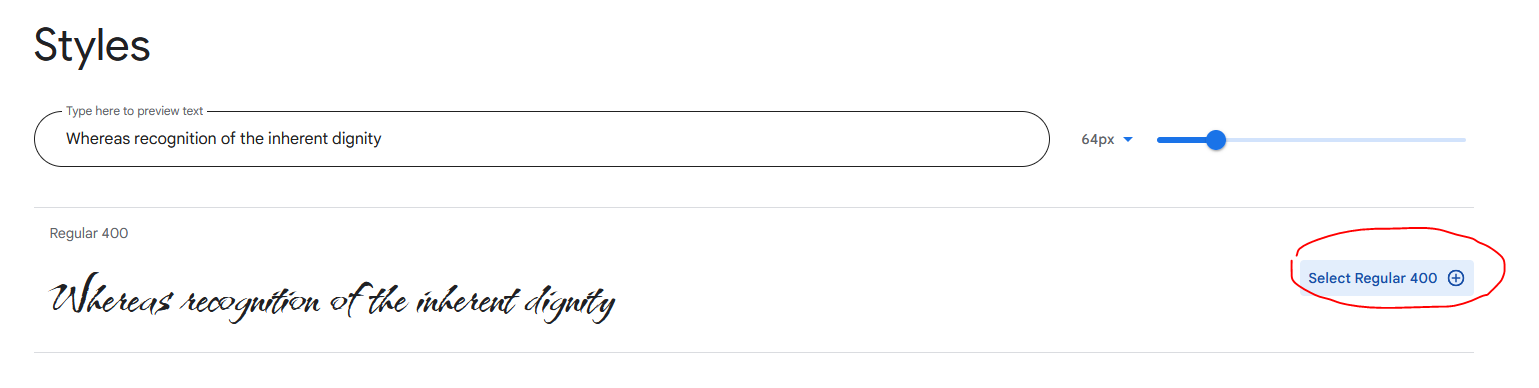 Styles
Type here to preview text
Whereas recognition of the inherent dignity
64px
Regular 400
Whereas recognition of the inherent dignity
Select Regular 400